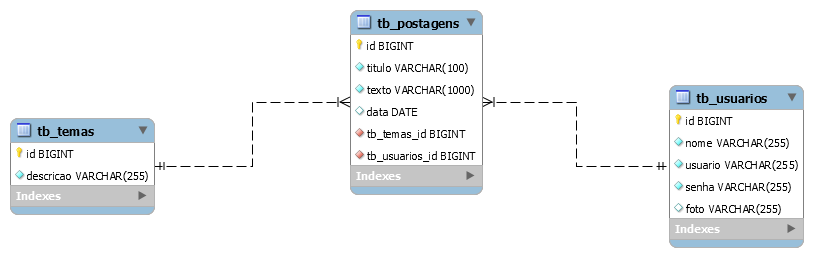 tb_temas
id BIGINT
descricao VARCHAR(255)
Indexes
tb_postagens
id BIGINT
titulo VARCHAR(100)
texto VARCHAR(1000)
data DATE
tb_temas_id BIGINT
tb_usuarios_id BIGINT
Indexes
tb_usuarios
id BIGINT
nome VARCHAR(255)
usuario VARCHAR(255)
senha VARCHAR(255)
foto VARCHAR(255)
Indexes